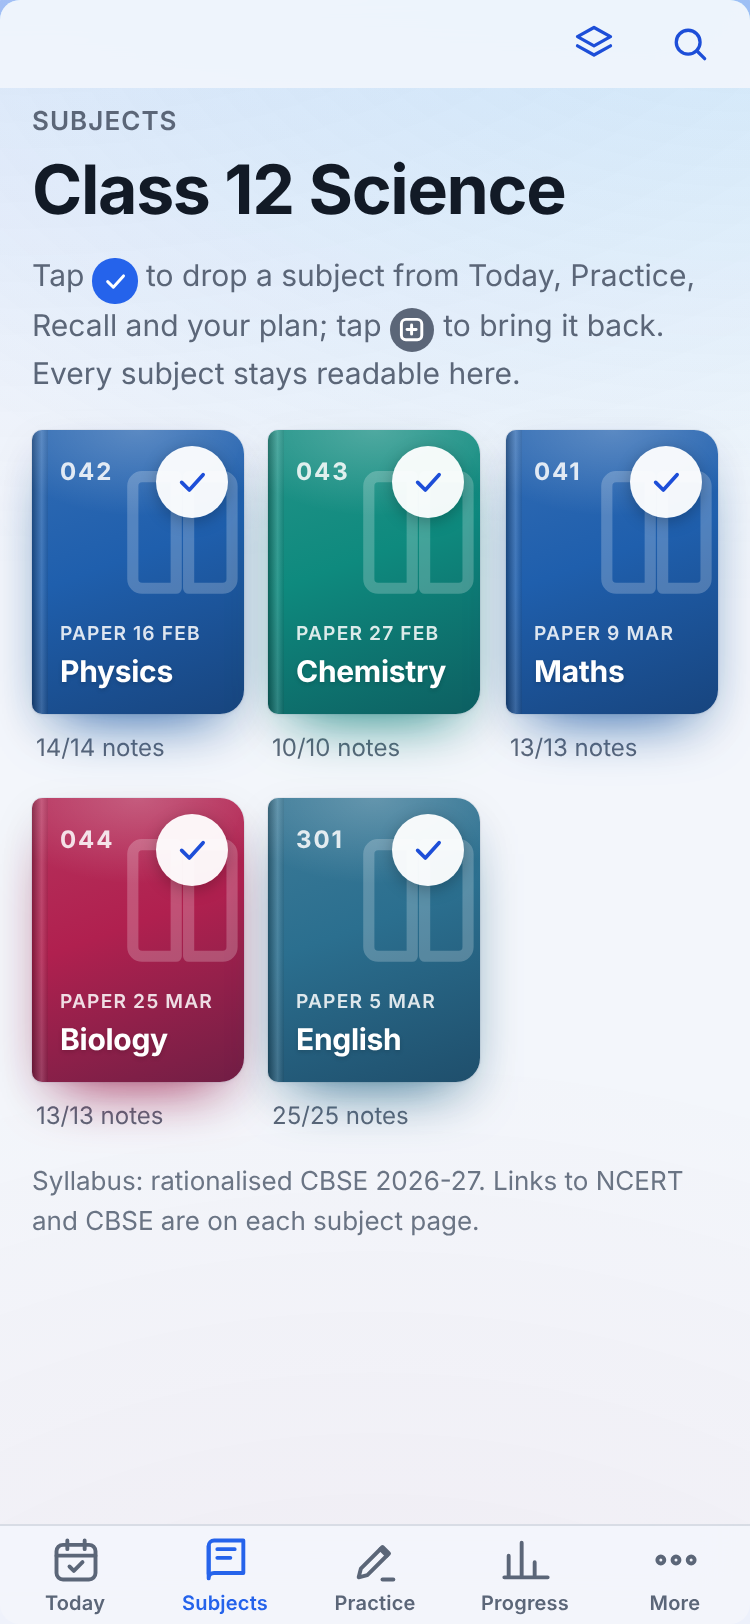 SUBJECTS
Class 12 Science
Tap to drop a subject from Today, Practice,
Recall and your plan; tap to bring it back.
Every subject stays readable here.
042
PAPER 16 FEB
Physics
14/14 notes
043
PAPER 27 FEB
Chemistry
10/10 notes
041
PAPER 9 MAR
Maths
13/13 notes
044
PAPER 25 MAR
Biology
13/13 notes
301
PAPER 5 MAR
English
25/25 notes
Syllabus: rationalised CBSE 2026-27. Links to NCERT
and CBSE are on each subject page.
Today
Subjects
Practice
Progress
More